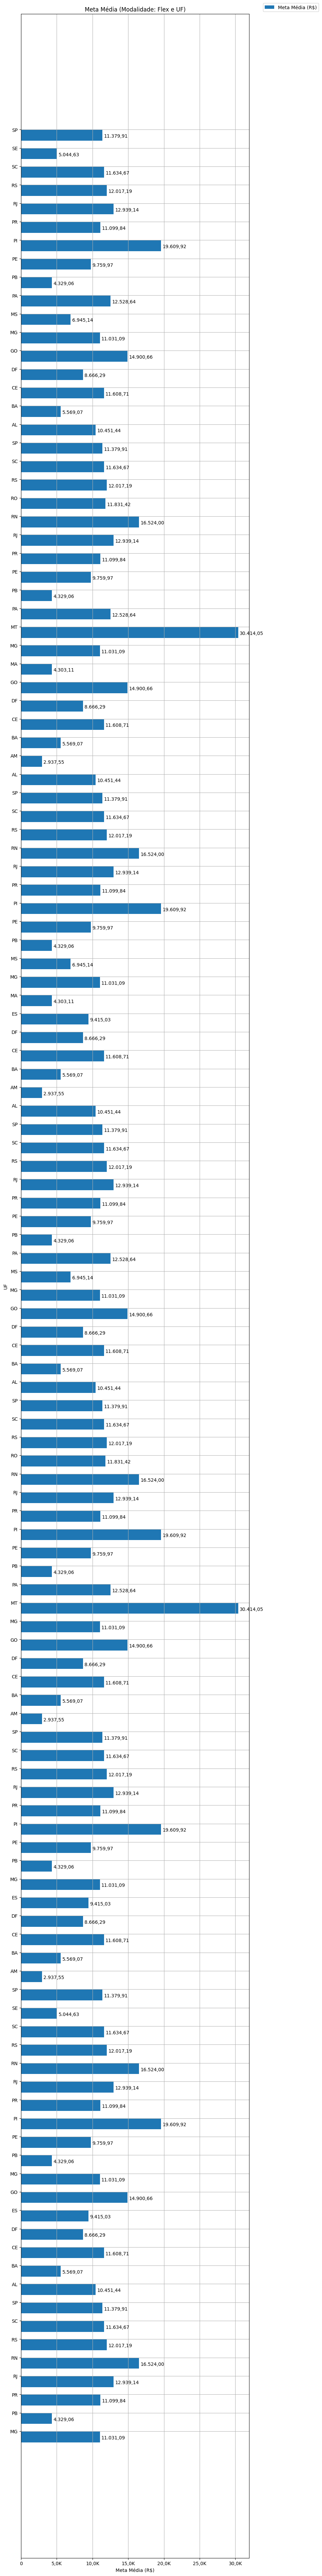 Meta Média (Modalidade: Flex e UF)
Meta Média (R$)
SP 11.379,91
SE 5.044,63
SC 11.634,67
RS 12.017,19
RJ 12.939,14
PR 11.099,84
PI 19.609,92
PE 9.759,97
PB 4.329,06
PA 12.528,64
MS 6.945,14
MG 11.031,09
GO 14.900,66
DF 8.666,29
CE 11.608,71
BA 5.569,07
AL 10.451,44
SP 11.379,91
SC 11.634,67
RS 12.017,19
RO 11.831,42
RN 16.524,00
RJ 12.939,14
PR 11.099,84
PE 9.759,97
PB 4.329,06
PA 12.528,64
MT 30.414,05
MG 11.031,09
MA 4.303,11
GO 14.900,66
DF 8.666,29
CE 11.608,71
BA 5.569,07
AM 2.937,55
AL 10.451,44
SP 11.379,91
SC 11.634,67
RS 12.017,19
RN 16.524,00
RJ 12.939,14
PR 11.099,84
PI 19.609,92
PE 9.759,97
PB 4.329,06
MS 6.945,14
MG 11.031,09
MA 4.303,11
ES 9.415,03
DF 8.666,29
CE 11.608,71
BA 5.569,07
AM 2.937,55
AL 10.451,44
SP 11.379,91
SC 11.634,67
RS 12.017,19
RJ 12.939,14
PR 11.099,84
PE 9.759,97
PB 4.329,06
PA 12.528,64
MS 6.945,14
UF
MG 11.031,09
GO 14.900,66
DF 8.666,29
CE 11.608,71
BA 5.569,07
AL 10.451,44
SP 11.379,91
SC 11.634,67
RS 12.017,19
RO 11.831,42
RN 16.524,00
RJ 12.939,14
PR 11.099,84
PI 19.609,92
PE 9.759,97
PB 4.329,06
PA 12.528,64
MT 30.414,05
MG 11.031,09
GO 14.900,66
DF 8.666,29
CE 11.608,71
BA 5.569,07
AM 2.937,55
SP 11.379,91
SC 11.634,67
RS 12.017,19
RJ 12.939,14
PR 11.099,84
PI 19.609,92
PE 9.759,97
PB 4.329,06
MG 11.031,09
ES 9.415,03
DF 8.666,29
CE 11.608,71
BA 5.569,07
AM 2.937,55
SP 11.379,91
SE 5.044,63
SC 11.634,67
RS 12.017,19
RN 16.524,00
RJ 12.939,14
PR 11.099,84
PI 19.609,92
PE 9.759,97
PB 4.329,06
MG 11.031,09
GO 14.900,66
ES 9.415,03
DF 8.666,29
CE 11.608,71
BA 5.569,07
AL 10.451,44
SP 11.379,91
SC 11.634,67
RS 12.017,19
RN 16.524,00
RJ 12.939,14
PR 11.099,84
PB 4.329,06
MG 11.031,09
0 5,0K 10,0K 15,0K 20,0K 25,0K 30,0K
Meta Média (R$)